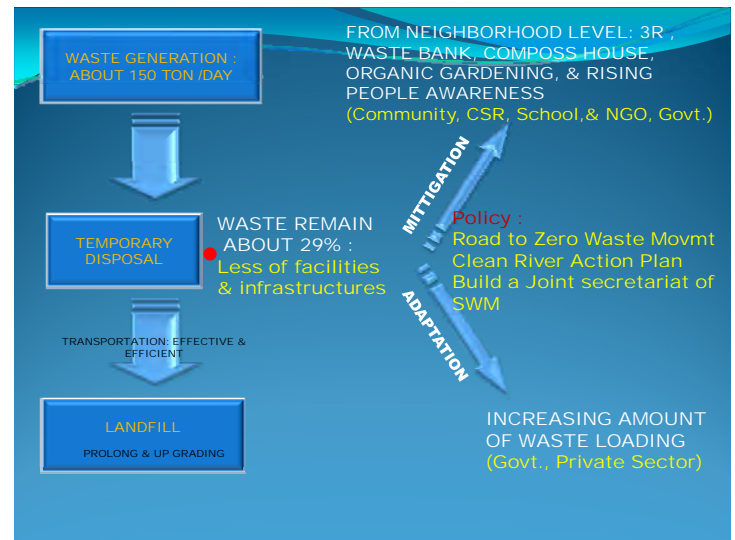 WASTE GENERATION :
ABOUT 150 TON /DAY
TEMPORARY
DISPOSAL
WASTE REMAIN
ABOUT 29% :
Less of facilities
& infrastructures
TRANSPORTATION: EFFECTIVE &
EFFICIENT
LANDFILL
PROLONG & UP GRADING
FROM NEIGHBORHOOD LEVEL: 3R ,
WASTE BANK, COMPOSS HOUSE,
ORGANIC GARDENING, & RISING
PEOPLE AWARENESS
(Community, CSR, School,& NGO, Govt.)
MITTIGATION
Policy :
Road to Zero Waste Movmt
Clean River Action Plan
Build a Joint secretariat of
SWM
ADAPTATION
INCREASING AMOUNT
OF WASTE LOADING
(Govt., Private Sector)